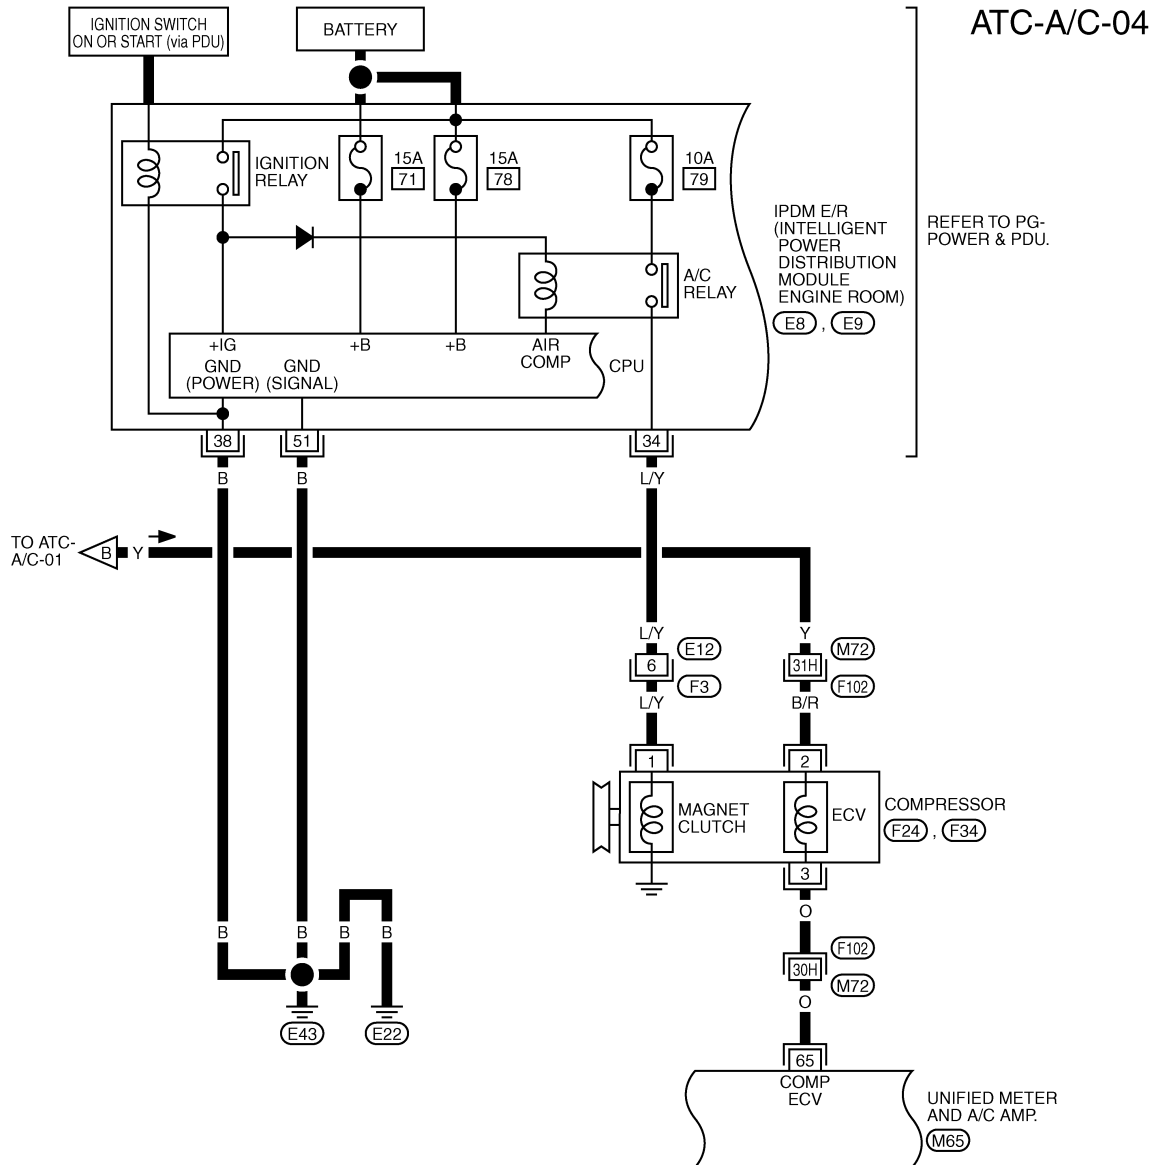 ATC-A/C-04
IGNITION SWITCH
ON OR START (via PDU)
BATTERY
IGNITION
RELAY
15A
71
15A
78
10A
79
A/C
RELAY
IPDM E/R
(INTELLIGENT
POWER
DISTRIBUTION
MODULE
ENGINE ROOM)
E8 , E9
REFER TO PG-
POWER & PDU.
+IG
+B
+B
AIR
COMP
GND
(POWER)
GND
(SIGNAL)
CPU
38
51
34
B
B
L/Y
TO ATC-
A/C-01
B
Y
L/Y
Y
6
E12
F3
31H
M72
F102
L/Y
B/R
1
2
MAGNET
CLUTCH
ECV
COMPRESSOR
F24 , F34
3
O
B
B
B
B
F102
30H
M72
O
E43
E22
65
COMP
ECV
UNIFIED METER
AND A/C AMP.
M65